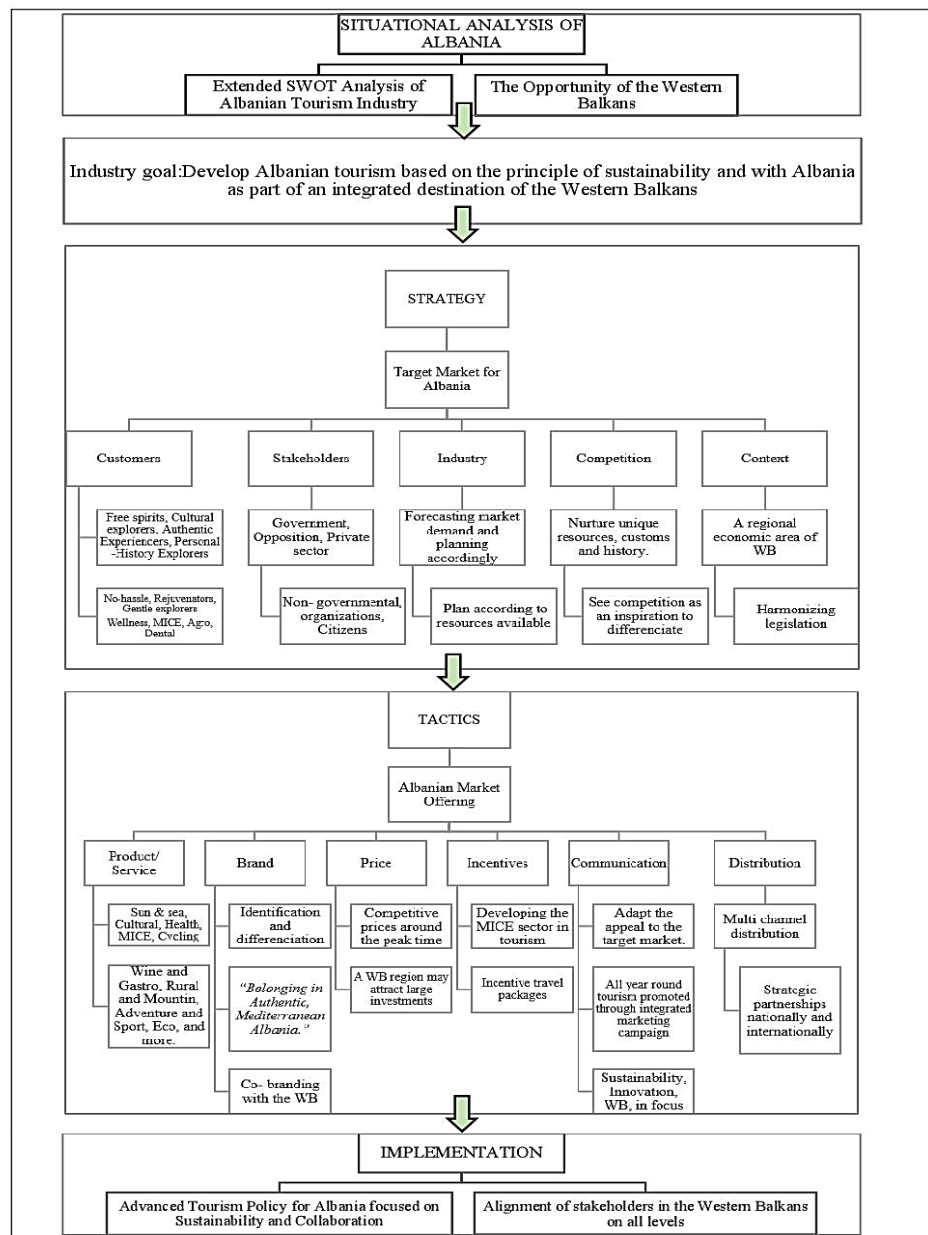 SITUATIONAL ANALYSIS OF
ALBANIA
Extended SWOT Analysis of
Albanian Tourism Industry
The Opportunity of the Western
Balkans
Industry goal:Develop Albanian tourism based on the principle of sustainability and with Albania
as part of an integrated destination of the Western Balkans
STRATEGY
Target Market for
Albania
Customers
Free spirits, Cultural
explorers, Authentic
Experiencers, Personal
-History Explorers
No-hassle, Rejuvenators,
Gentle explorers
Wellness, MICE, Agro,
Dental
Stakeholders
Government,
Opposition, Private
sector
Non- governmental,
organizations,
Citizens
Industry
Forecasting market
demand and
planning
accordingly
Plan according to
resources available
Competition
Nurture unique
resources, customs
and history.
See competition as
an inspiration to
differenciate
Context
A regional
economic area of
WB
Harmonizing
legislation
TACTICS
Albanian Market
Offering
Product/
Service
Sun & sea,
Cultural, Health,
MICE, Cycling
Wine and
Gastro, Rural
and Mountin,
Adventure and
Sport, Eco, and
more.
Brand
Identification
and
differenciation
“Belonging in
Authentic,
Mediterranean
Albania.”
Co- branding
with the WB
Price
Competitive
prices around
the peak time
A WB region may
attract large
investments
Incentives
Developing the
MICE sector in
tourism
Incentive travel
packages
Communication
Adapt the
appeal to the
target market.
All year round
tourism promoted
through integrated
marketing
campaign
Sustainability,
Innovation,
WB, in focus
Distribution
Multi channel
distribution
Strategic
partnerships
nationally and
internationally
IMPLEMENTATION
Advanced Tourism Policy for Albania focused on
Sustainability and Collaboration
Alignment of stakeholders in the Western Balkans
on all levels